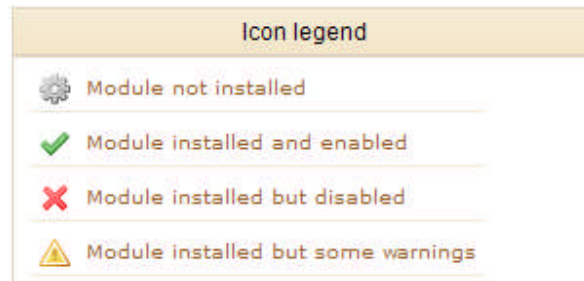 Icon legend
Module not installed
Module installed and enabled
Module installed but disabled
Module installed but some warnings